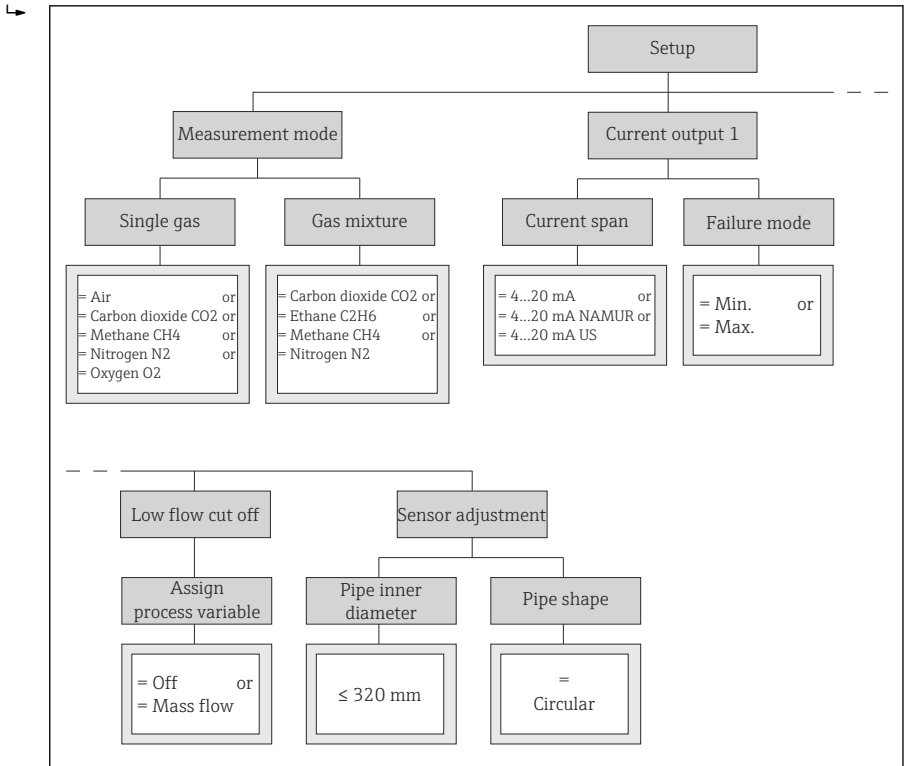 Setup
Measurement mode
Current output 1
Single gas
Gas mixture
Current span
Failure mode
= Air or
= Carbon dioxide CO2 or
= Methane CH4 or
= Nitrogen N2 or
= Oxygen O2
= Carbon dioxide CO2 or
= Ethane C2H6 or
= Methane CH4 or
= Nitrogen N2
= 4...20 mA or
= 4...20 mA NAMUR or
= 4...20 mA US
= Min. or
= Max.
Low flow cut off
Sensor adjustment
Assign
process variable
Pipe inner
diameter
Pipe shape
= Off or
= Mass flow
≤ 320 mm
=
Circular